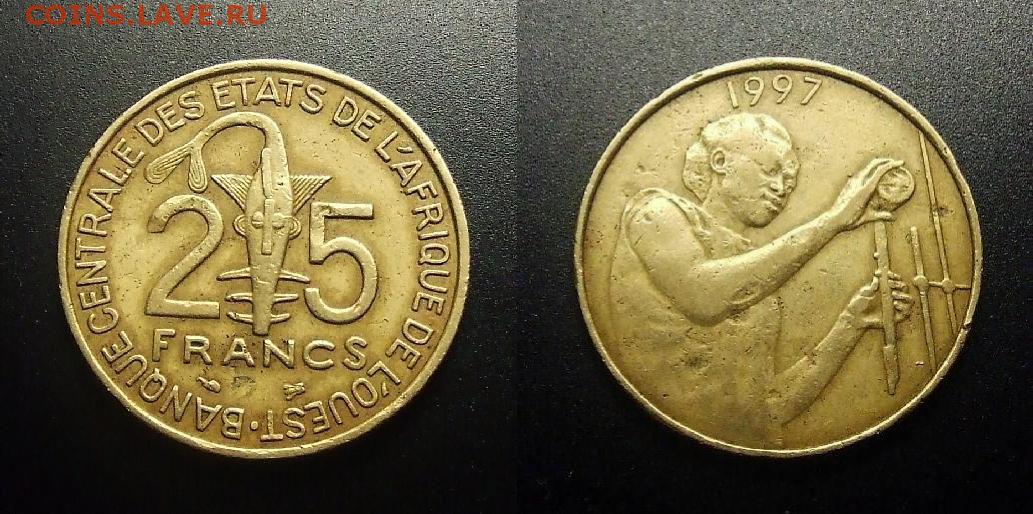 COINS.LAVE.RU
BANQUE CENTRALE DES ETATS DE L'AFRIQUE DE L'OUEST ·
25
FRANCS
1997